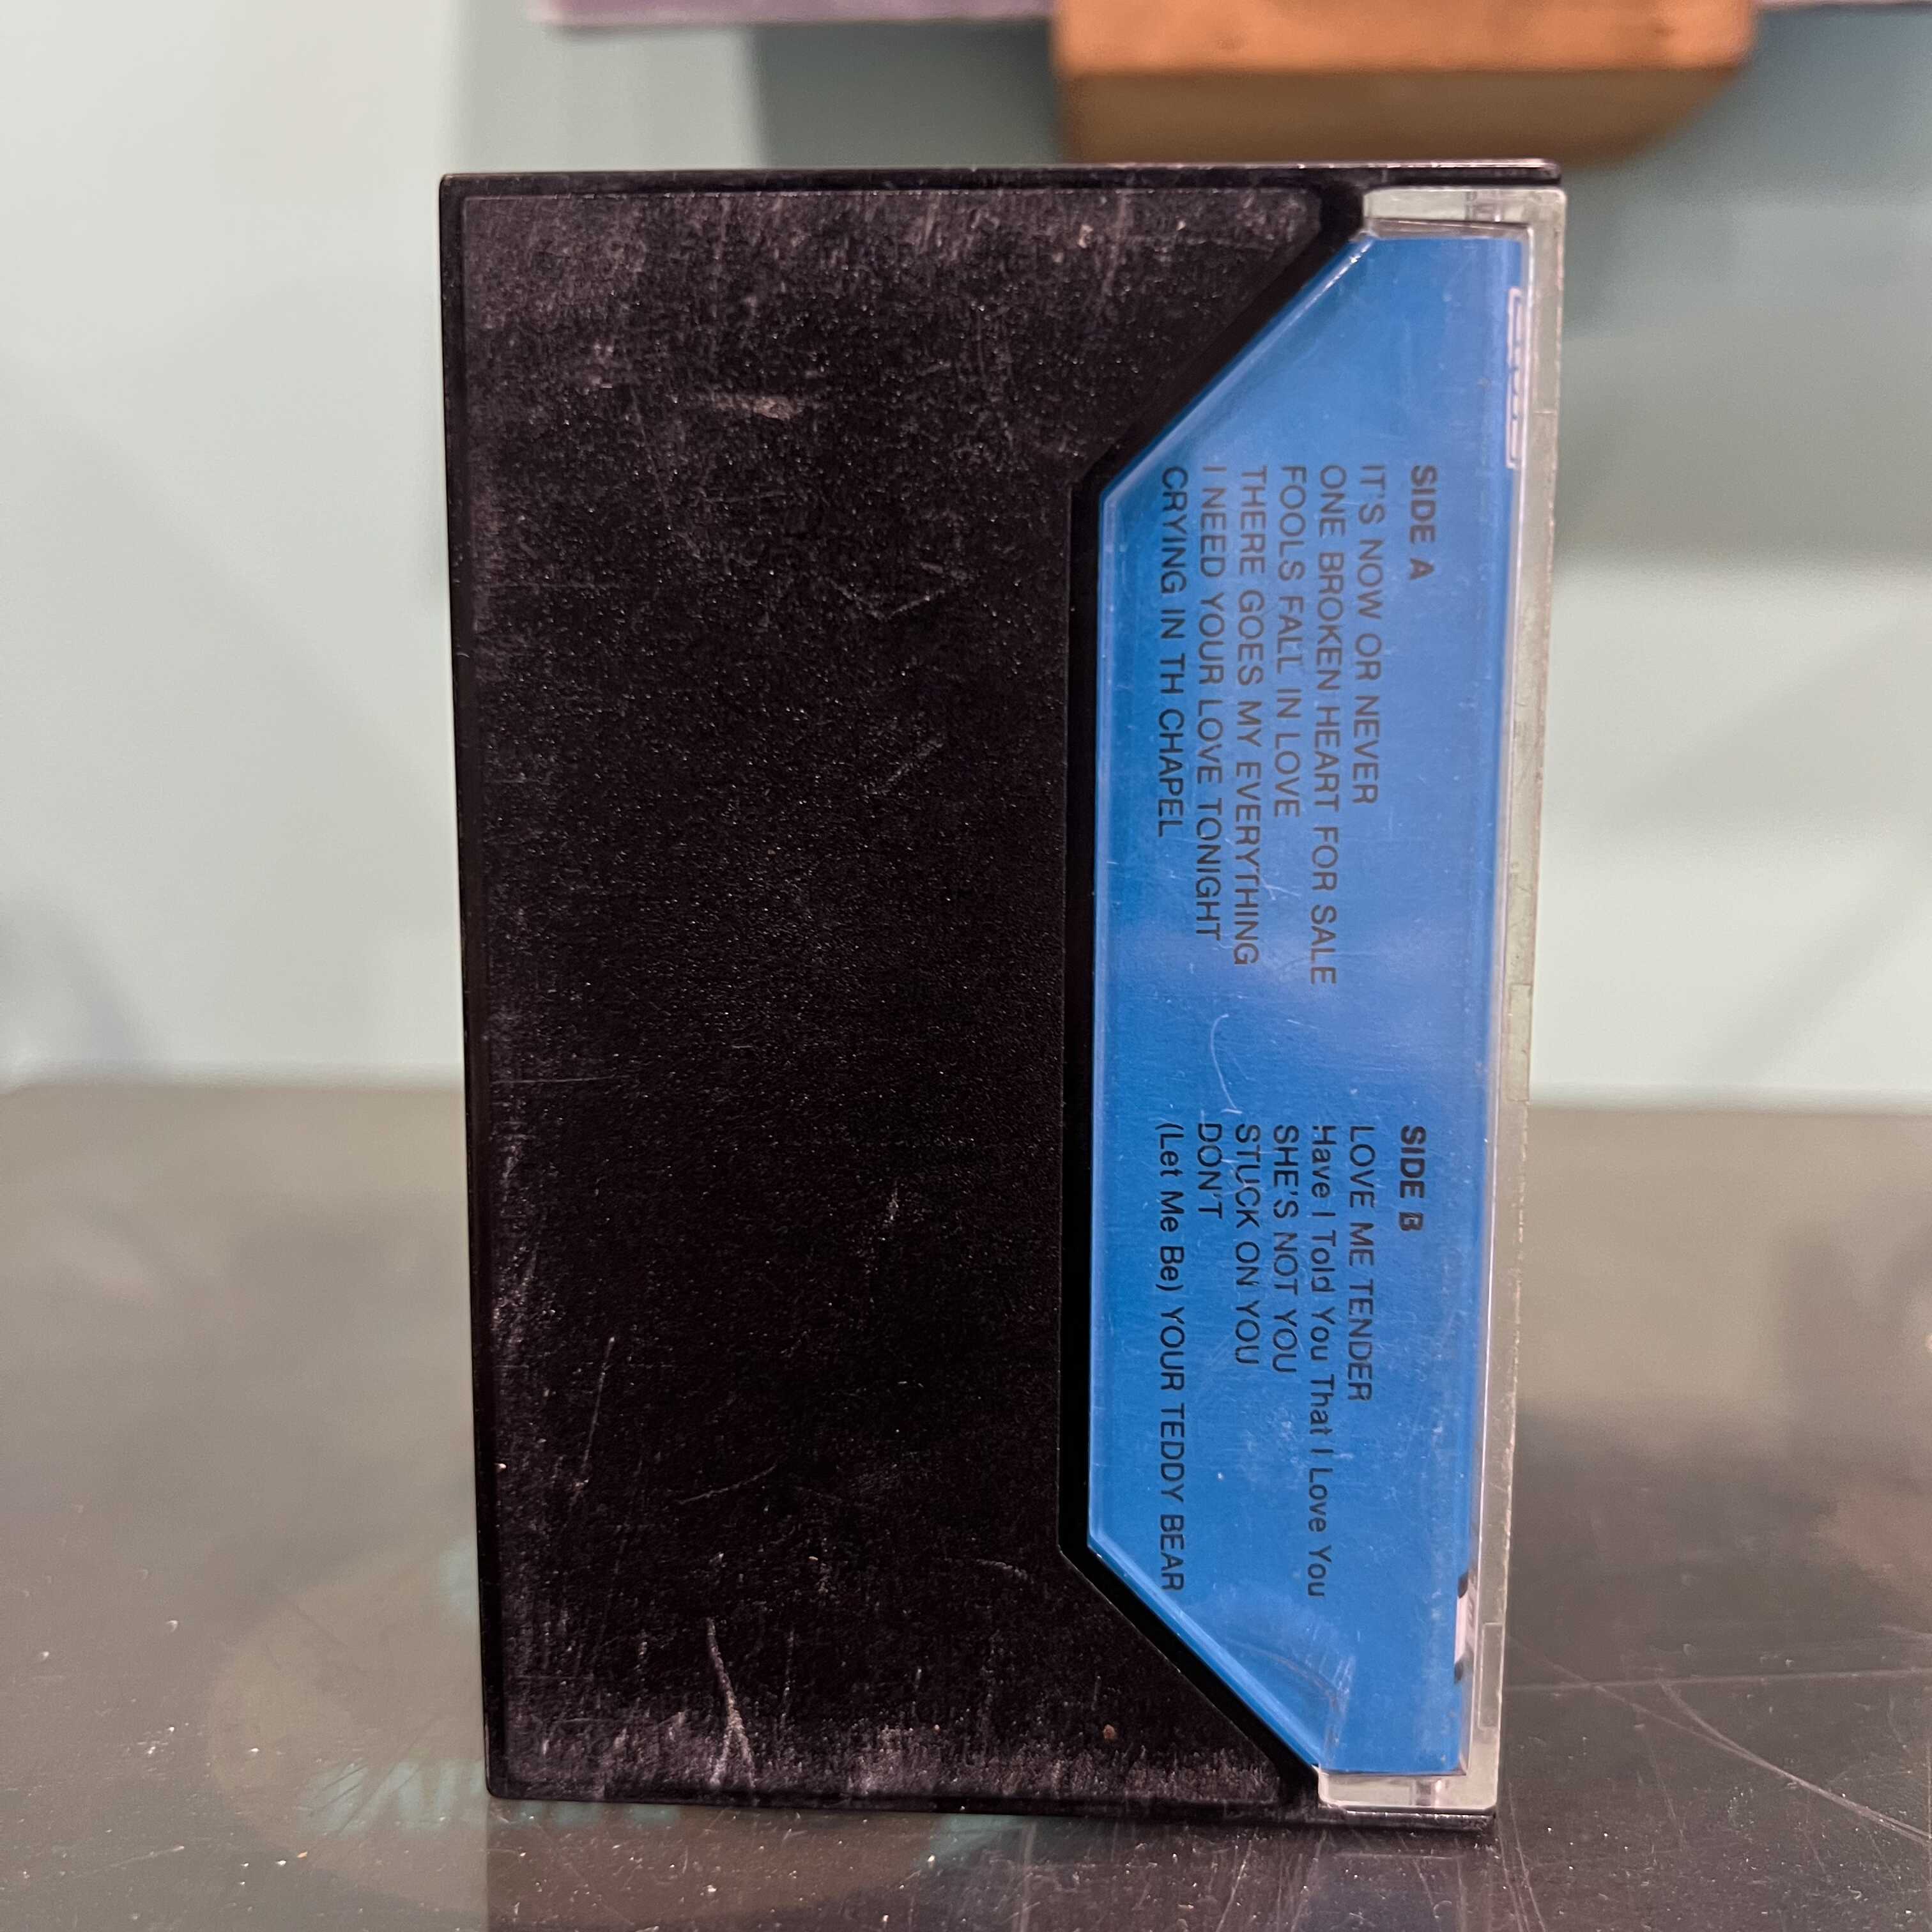 SIDE A
IT'S NOW OR NEVER
ONE BROKEN HEART FOR SALE
FOOLS FALL IN LOVE
THERE GOES MY EVERYTHING
I NEED YOUR LOVE TONIGHT
CRYING IN TH CHAPEL
SIDE B
LOVE ME TENDER
Have I Told You That I Love You
SHE'S NOT YOU
STUCK ON YOU
DON'T
(Let Me Be) YOUR TEDDY BEAR